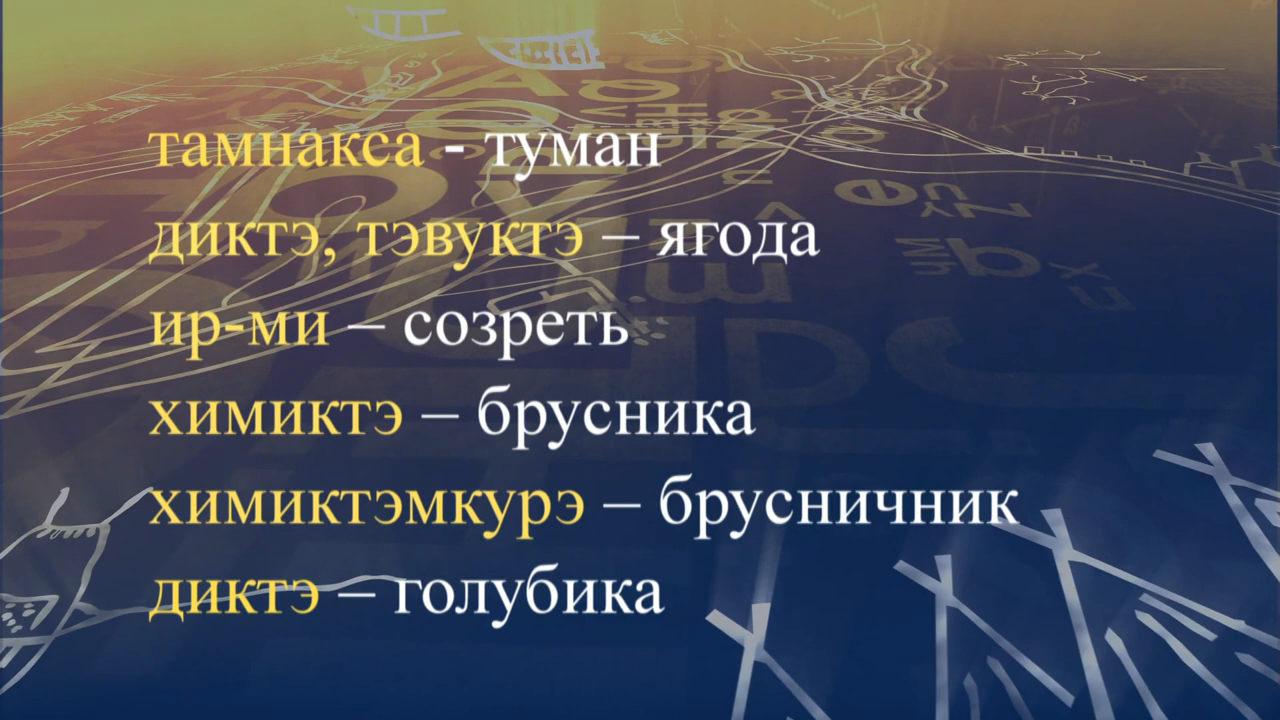 тамнакса - туман
диктэ, тэвуктэ – ягода
ир-ми – созреть
химиктэ – брусника
химиктэмкурэ – брусничник
диктэ – голубика